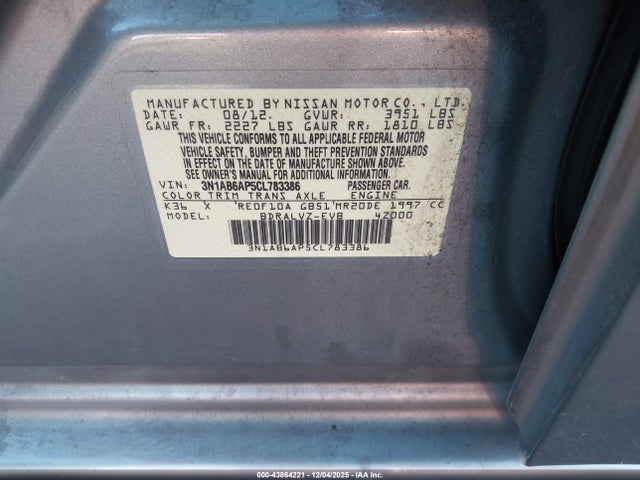 MANUFACTURED BY NISSAN MOTOR CO., LTD.
DATE: 08/12. GVWR: 3951 LBS
GAWR FR: 2227 LBS GAWR RR: 1810 LBS
THIS VEHICLE CONFORMS TO ALL APPLICABLE FEDERAL MOTOR
VEHICLE SAFETY, BUMPER AND THEFT PREVENTION STANDARDS
IN EFFECT ON THE DATE OF MANUFACTURE SHOWN ABOVE.
SEE OWNER'S MANUAL FOR ADDITIONAL INFORMATION.
VIN: 3N1AB6AP5CL783386 PASSENGER CAR.
COLOR TRIM TRANS AXLE ENGINE
K36 X RE0F10A GB51 MR20DE 1997 CC
MODEL: BDRALVZ-EVB 4Z000
3N1AB6AP5CL783386
000-43864221 - 12/04/2025 - IAA Inc.